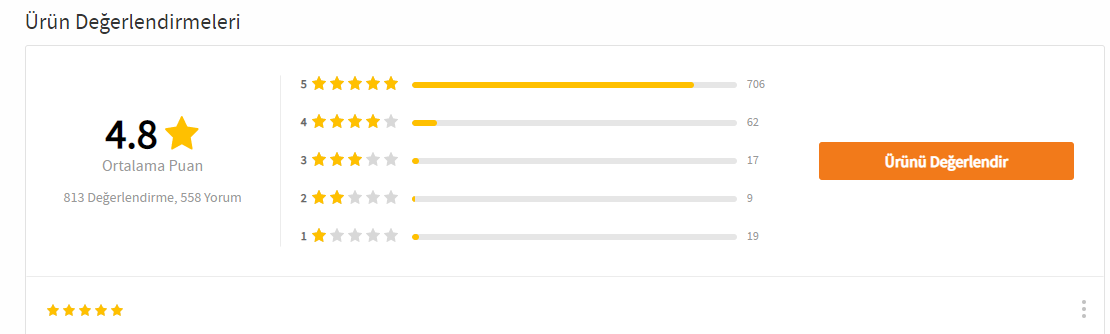 Ürün Değerlendirmeleri
4.8
Ortalama Puan
813 Değerlendirme, 558 Yorum
5 706
4 62
3 17
2 9
1 19
Ürünü Değerlendir